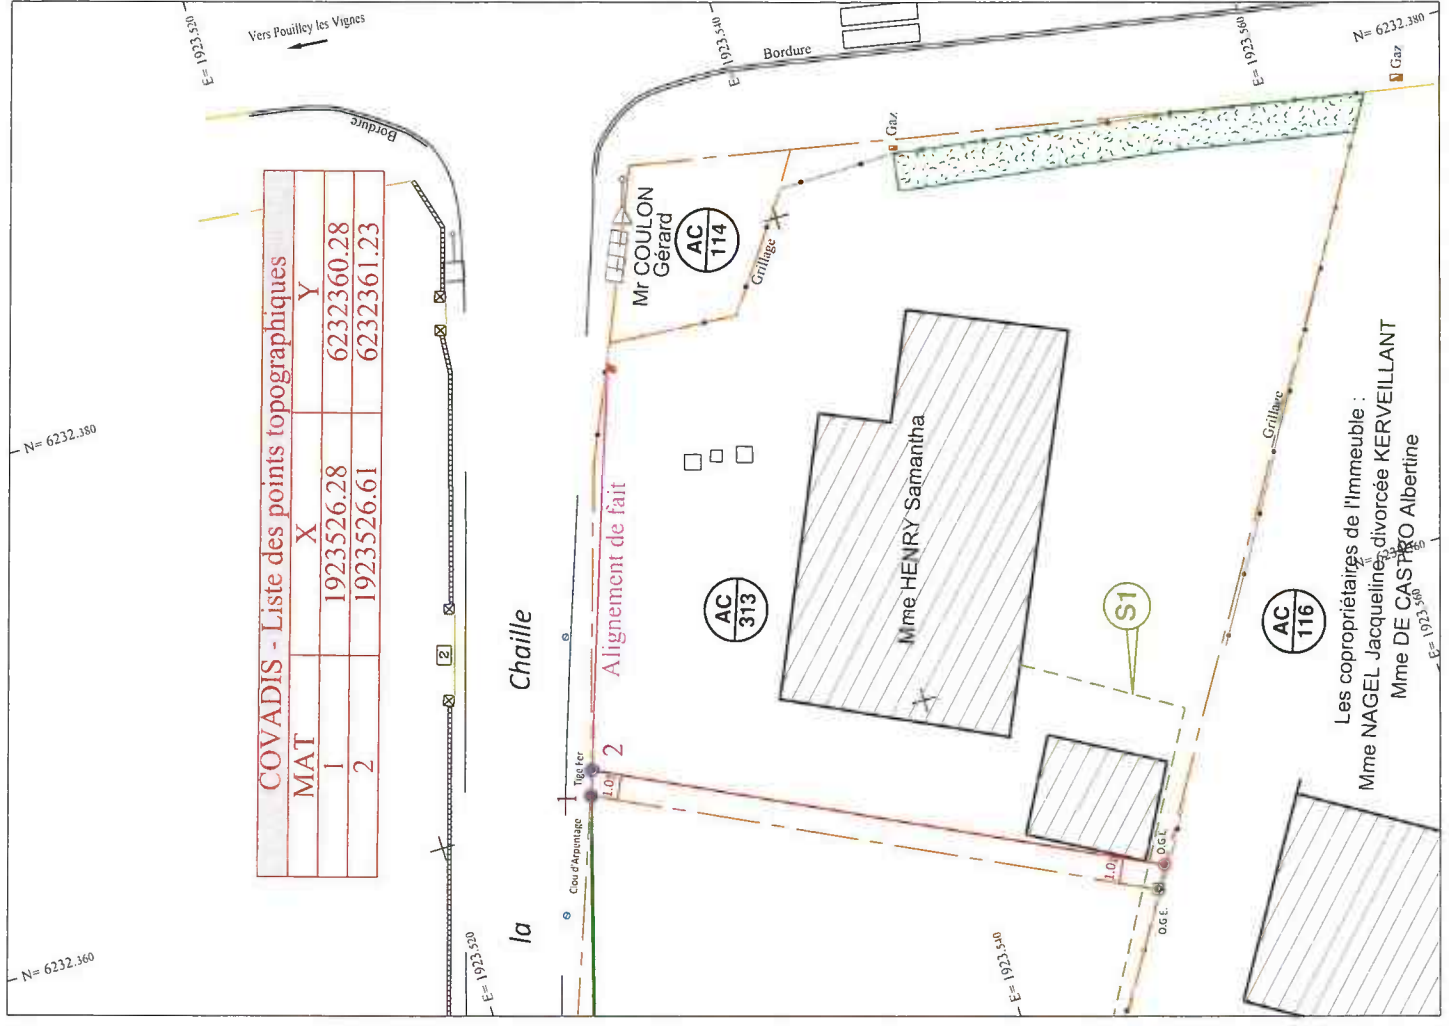 Vers Pouilley les Vignes
E= 1923.520
E= 1923.540
E= 1923.560
N= 6232.380
Bordure
Bordure
Gaz
Gaz
COVADIS - Liste des points topographiques
MAT X Y
1 1923526.28 6232360.28
2 1923526.61 6232361.23
Mr COULON
Gérard
AC
114
Grillage
N= 6232.380
Alignement de fait
Mme HENRY Samantha
AC
313
Grillage
2
la Chaille
S1
AC
116
Les copropriétaires de l'Immeuble :
Mme NAGEL Jacqueline divorcée KERVEILLANT
Mme DE CASTRO Albertine
E= 1923.560
1
2
Tige Fer
Clou d'Arpentage
1.0
1.0
O.G.E.
N= 6232.360
E= 1923.520
E= 1923.540